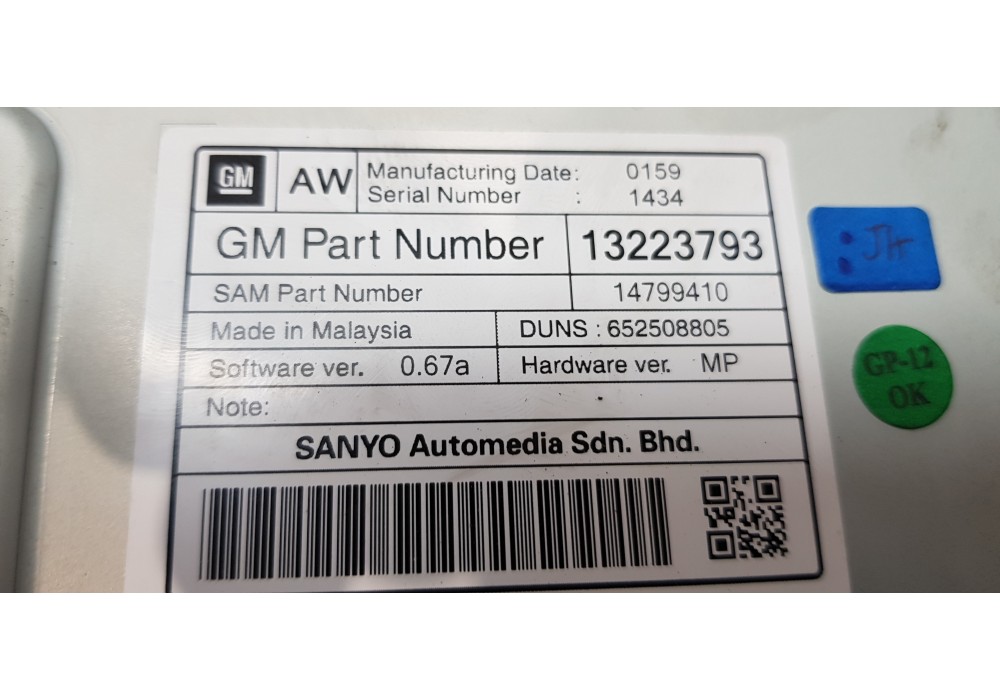 GM AW Manufacturing Date: 0159
Serial Number : 1434
GM Part Number 13223793
SAM Part Number 14799410
Made in Malaysia DUNS : 652508805
Software ver. 0.67a Hardware ver. MP
Note:
SANYO Automedia Sdn. Bhd.
GP-12
OK